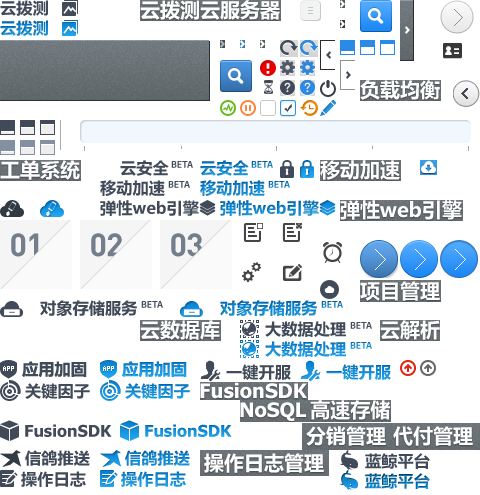 云拨测
云拨测云服务器
云拨测
负载均衡
工单系统
云安全 BETA
云安全 BETA
移动加速
移动加速 BETA
移动加速 BETA
弹性web引擎
弹性web引擎
弹性web引擎
01
02
03
项目管理
对象存储服务 BETA
对象存储服务 BETA
云数据库
大数据处理 BETA
云解析
大数据处理 BETA
APP 应用加固
APP 应用加固
一键开服
一键开服
关键因子
关键因子
FusionSDK
NoSQL 高速存储
FusionSDK
FusionSDK
分销管理 代付管理
信鸽推送
信鸽推送
操作日志管理
蓝鲸平台
操作日志
操作日志
蓝鲸平台